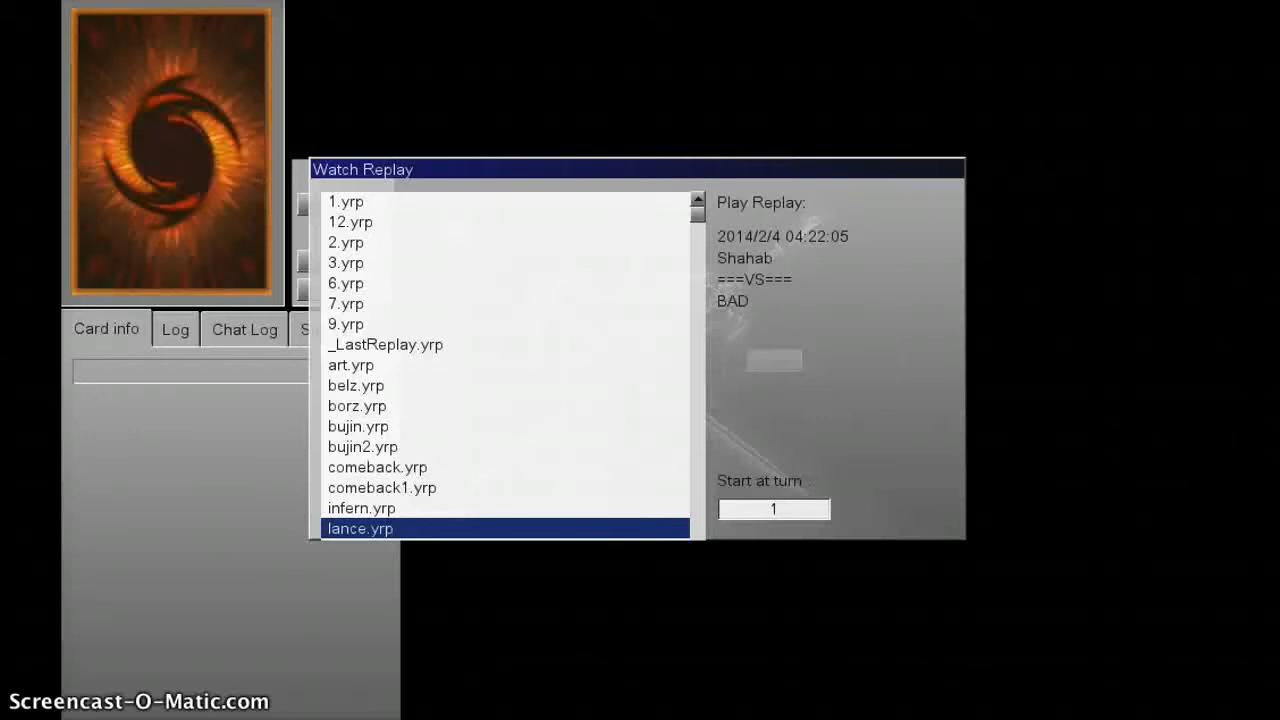 Watch Replay
1.yrp
12.yrp
2.yrp
3.yrp
6.yrp
7.yrp
9.yrp
_LastReplay.yrp
art.yrp
belz.yrp
borz.yrp
bujin.yrp
bujin2.yrp
comeback.yrp
comeback1.yrp
infern.yrp
lance.yrp
Play Replay:
2014/2/4 04:22:05
Shahab
===VS===
BAD
Start at turn
1
Card info
Log
Chat Log
S
Screencast-O-Matic.com